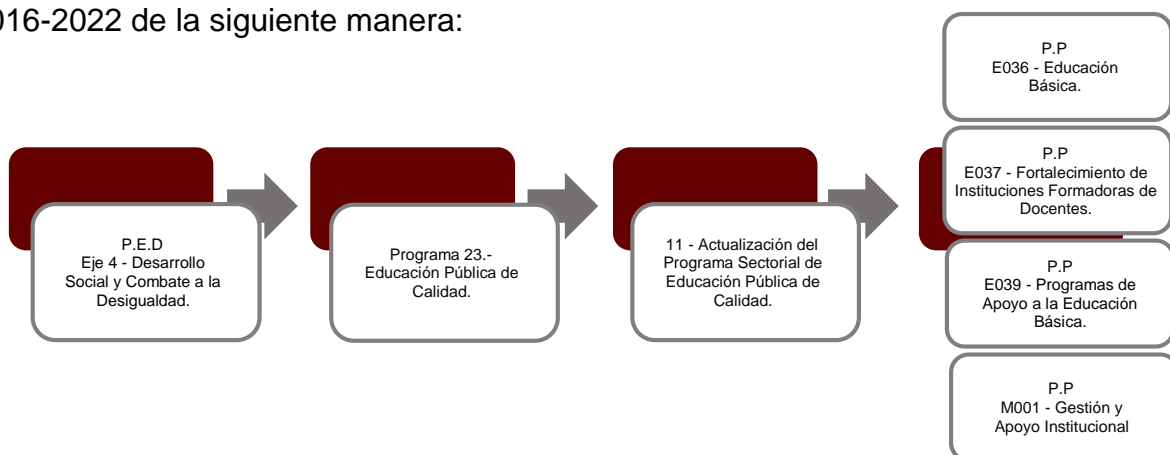 016-2022 de la siguiente manera:
P.E.D
Eje 4 - Desarrollo
Social y Combate a la
Desigualdad.
Programa 23.-
Educación Pública de
Calidad.
11 - Actualización del
Programa Sectorial de
Educación Pública de
Calidad.
P.P
E036 - Educación
Básica.
P.P
E037 - Fortalecimiento de
Instituciones Formadoras de
Docentes.
P.P
E039 - Programas de
Apoyo a la Educación
Básica.
P.P
M001 - Gestión y
Apoyo Institucional